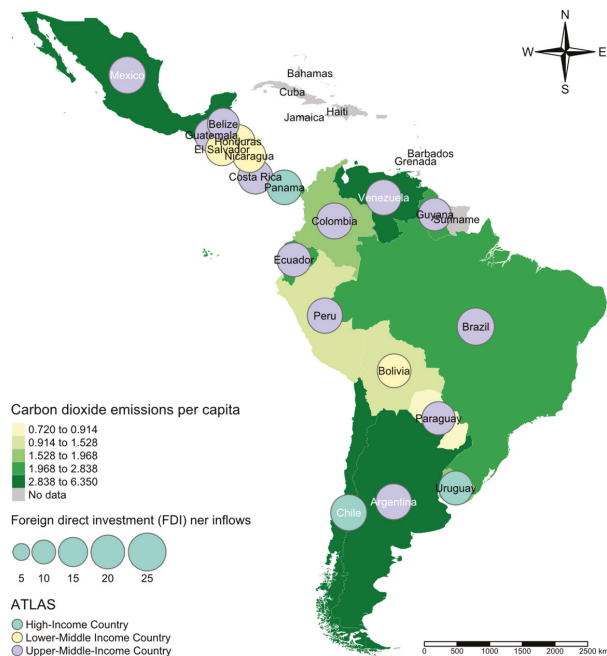 N
W E
S
Mexico
Bahamas
Cuba
Jamaica
Haiti
Belize
Guatemala
Honduras
El Salvador
Nicaragua
Costa Rica
Panama
Barbados
Grenada
Venezuela
Guyana
Suriname
Colombia
Ecuador
Peru
Brazil
Bolivia
Paraguay
Uruguay
Argentina
Chile
Carbon dioxide emissions per capita
0.720 to 0.914
0.914 to 1.528
1.528 to 1.968
1.968 to 2.838
2.838 to 6.350
No data
Foreign direct investment (FDI) ner inflows
5 10 15 20 25
ATLAS
High-Income Country
Lower-Middle Income Country
Upper-Middle-Income Country
0 500 1000 1500 2000 2500 km